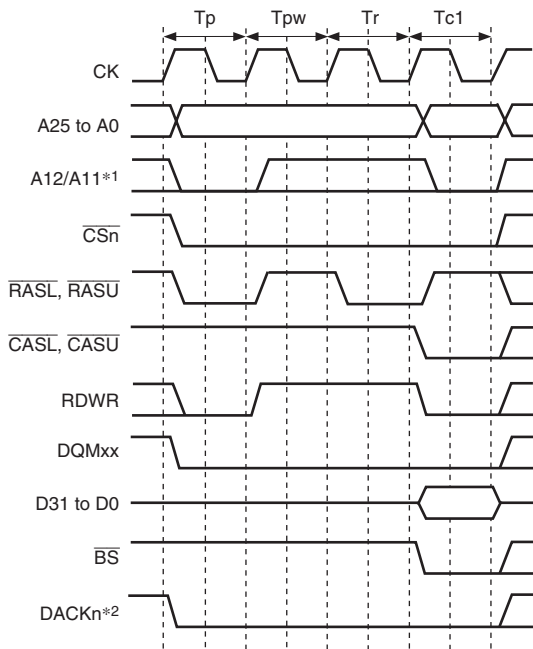 Tp Tpw Tr Tc1
CK
A25 to A0
A12/A11*1
CSn
RASL, RASU
CASL, CASU
RDWR
DQMxx
D31 to D0
BS
DACKn*2